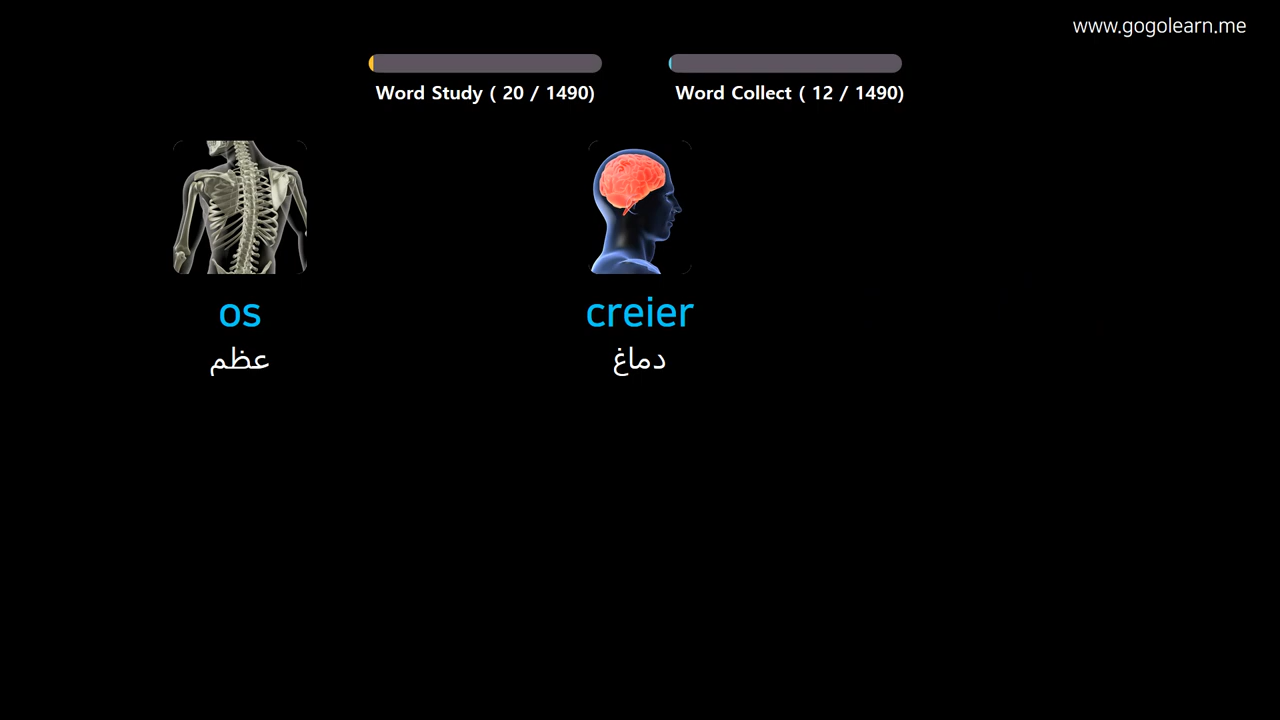 www.gogolearn.me
Word Study ( 20 / 1490)
Word Collect ( 12 / 1490)
os
creier
عظم
دماغ